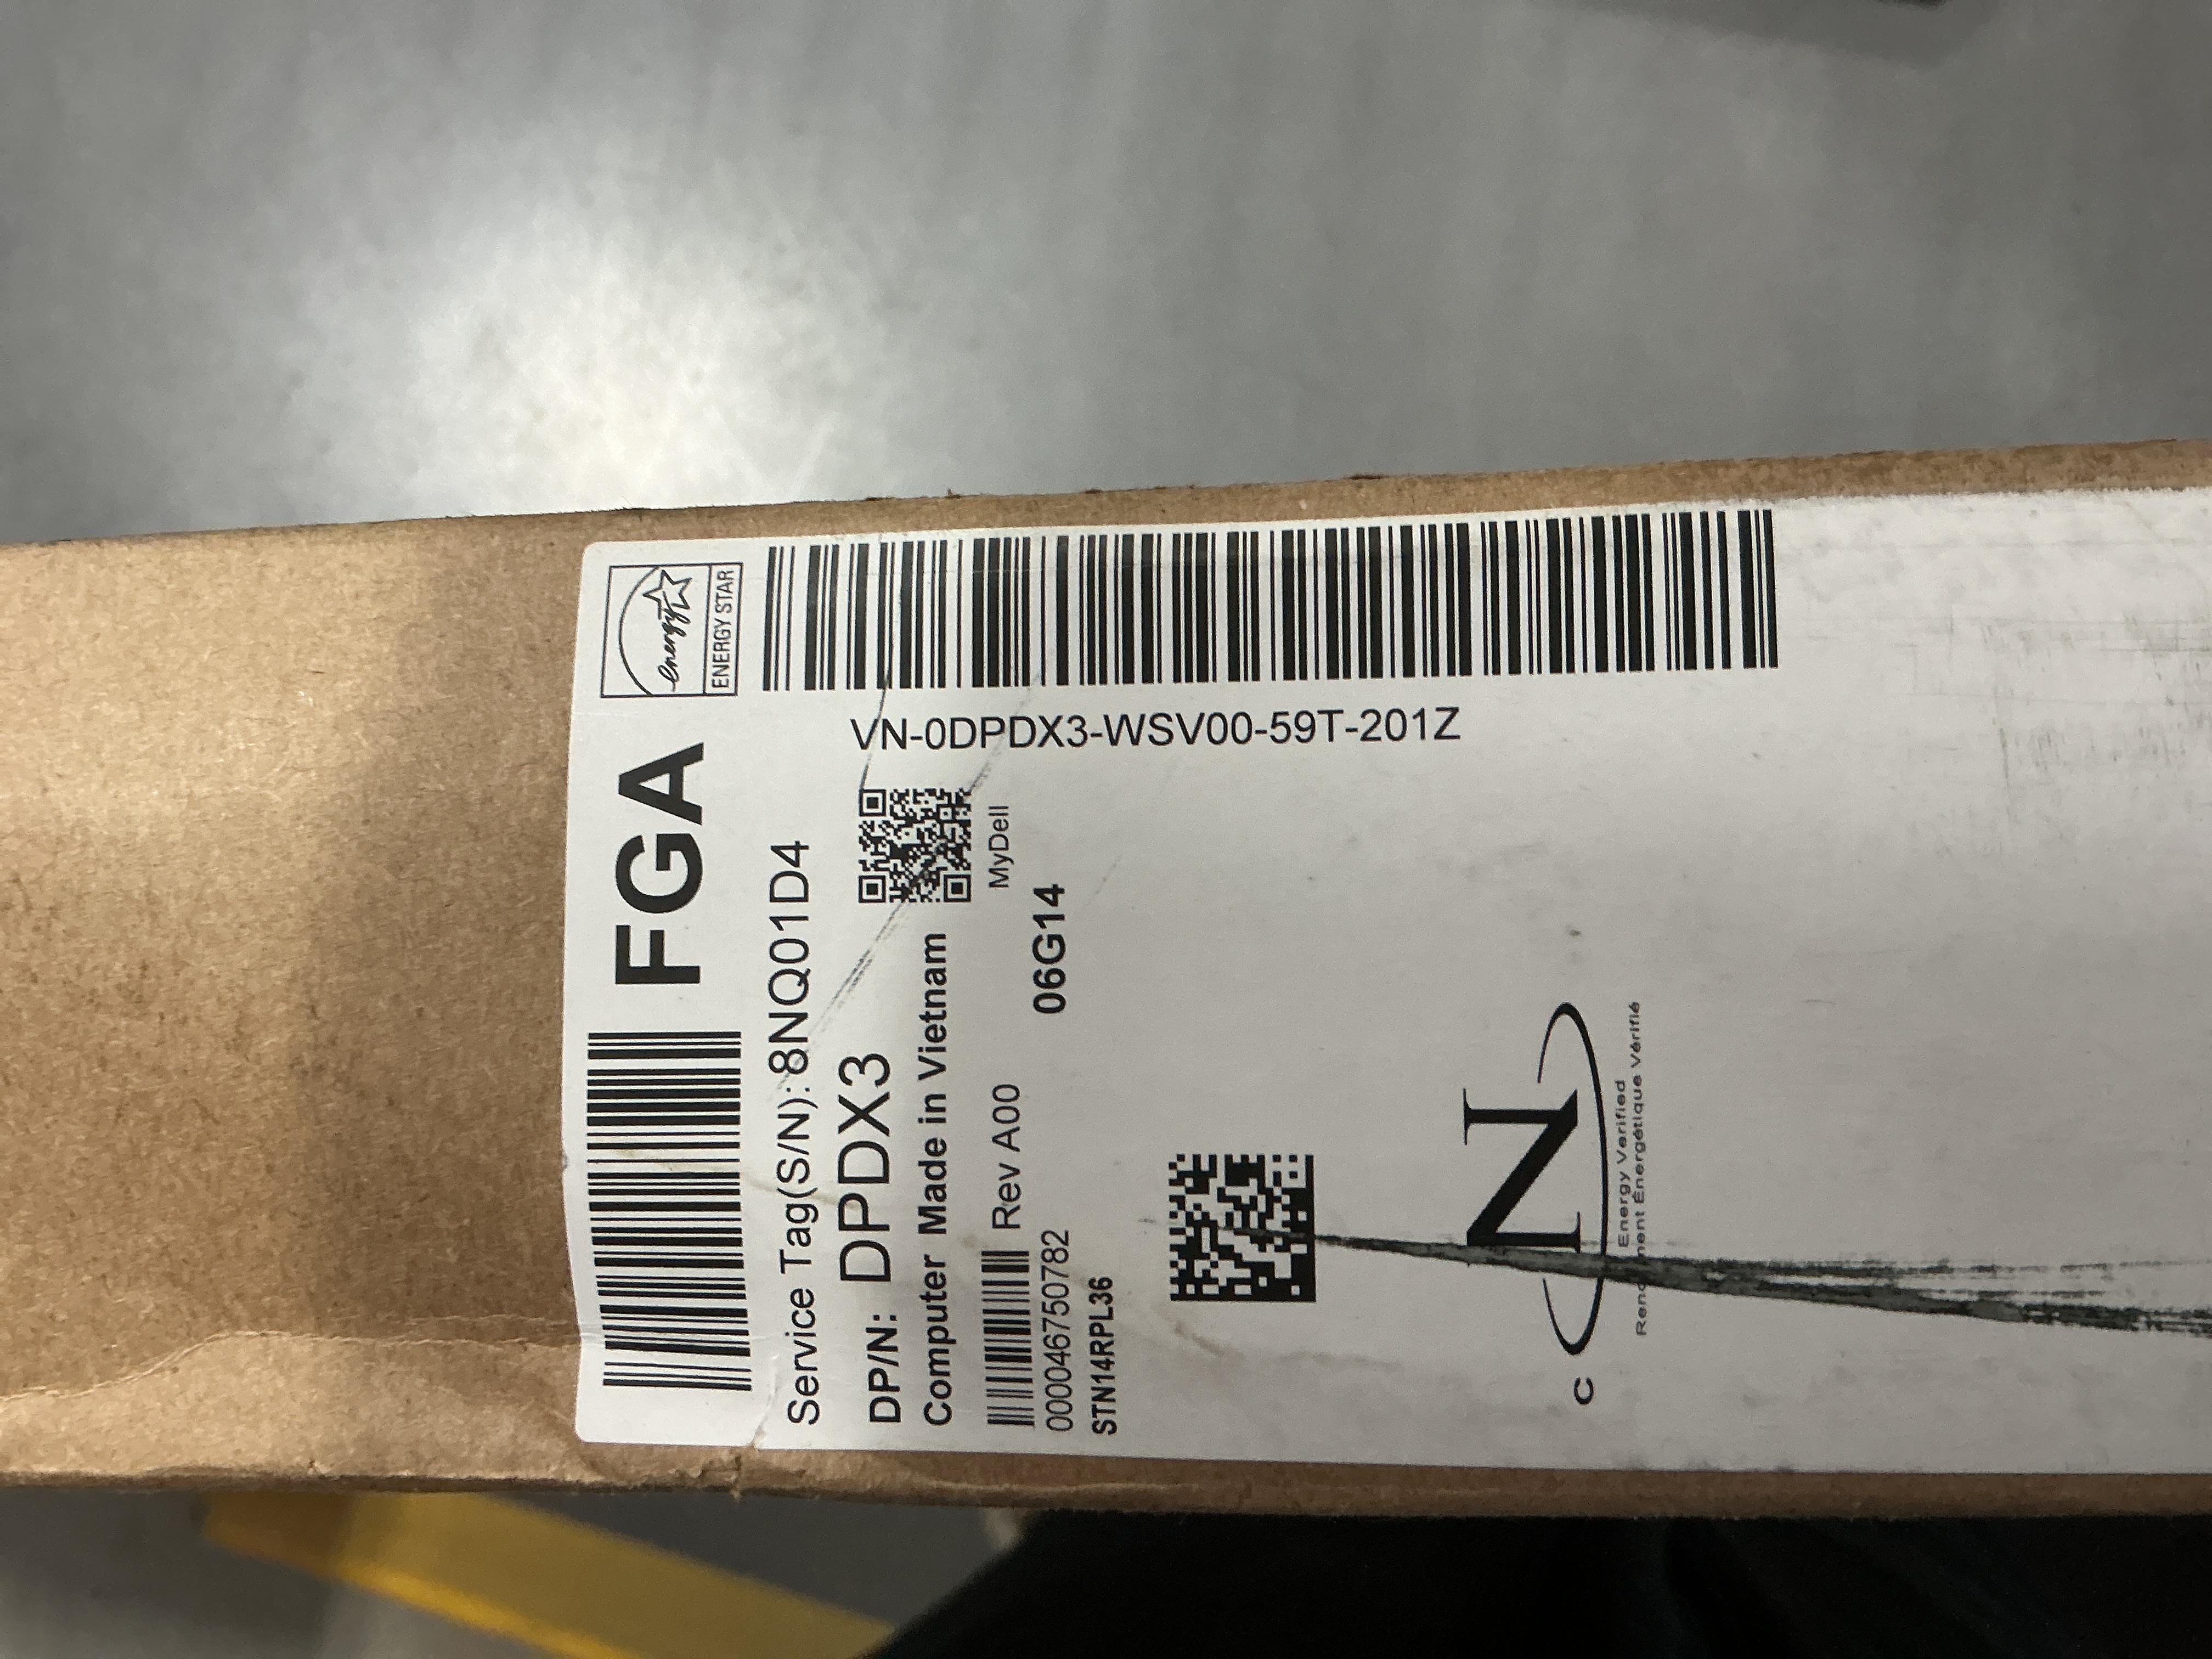 FGA
energy
ENERGY STAR
Service Tag(S/N): 8NQ01D4
DP/N: DPDX3
VN-0DPDX3-WSV00-59T-201Z
Computer Made in Vietnam
MyDell
Rev A00
06G14
000046750782
STN14RPL36
C N
Energy Verified
Énergétique Vérifié